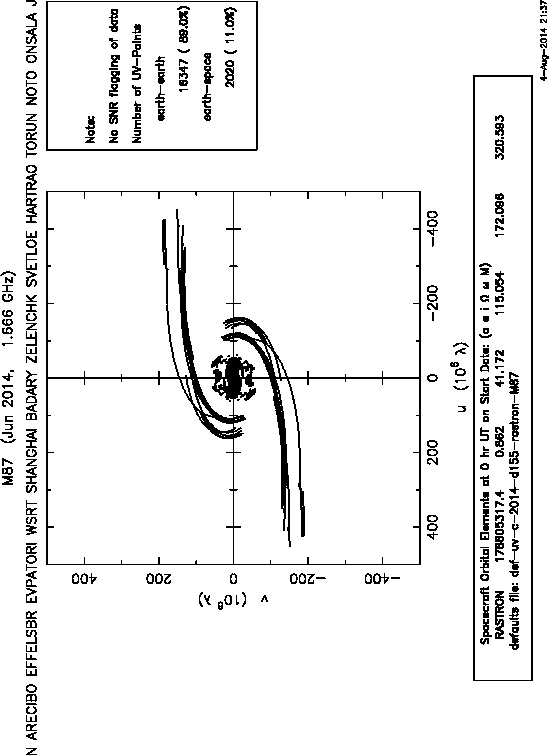 M87 (Jun 2014, 1.666 GHz)
N ARECIBO EFFELSBR EVPATORI WSRT SHANGHAI BADARY ZELENCHK SVETLOE HARTRAO TORUN NOTO ONSALA J
Note:
No SNR flagging of data
Number of UV-Points
earth-earth
16347 ( 89.0%)
earth-space
2020 ( 11.0%)
400
200
0
-200
-400
v (10⁶ λ)
400 200 0 -200 -400
u (10⁶ λ)
Spacecraft Orbital Elements at 0 hr UT on Start Date: (a e i Ω ω M)
RASTRON 178805317.4 0.862 41.172 115.054 172.096 320.593
defaults file: def-uv-c-2014-d155-rastron-M87
4-Aug-2014 21:37